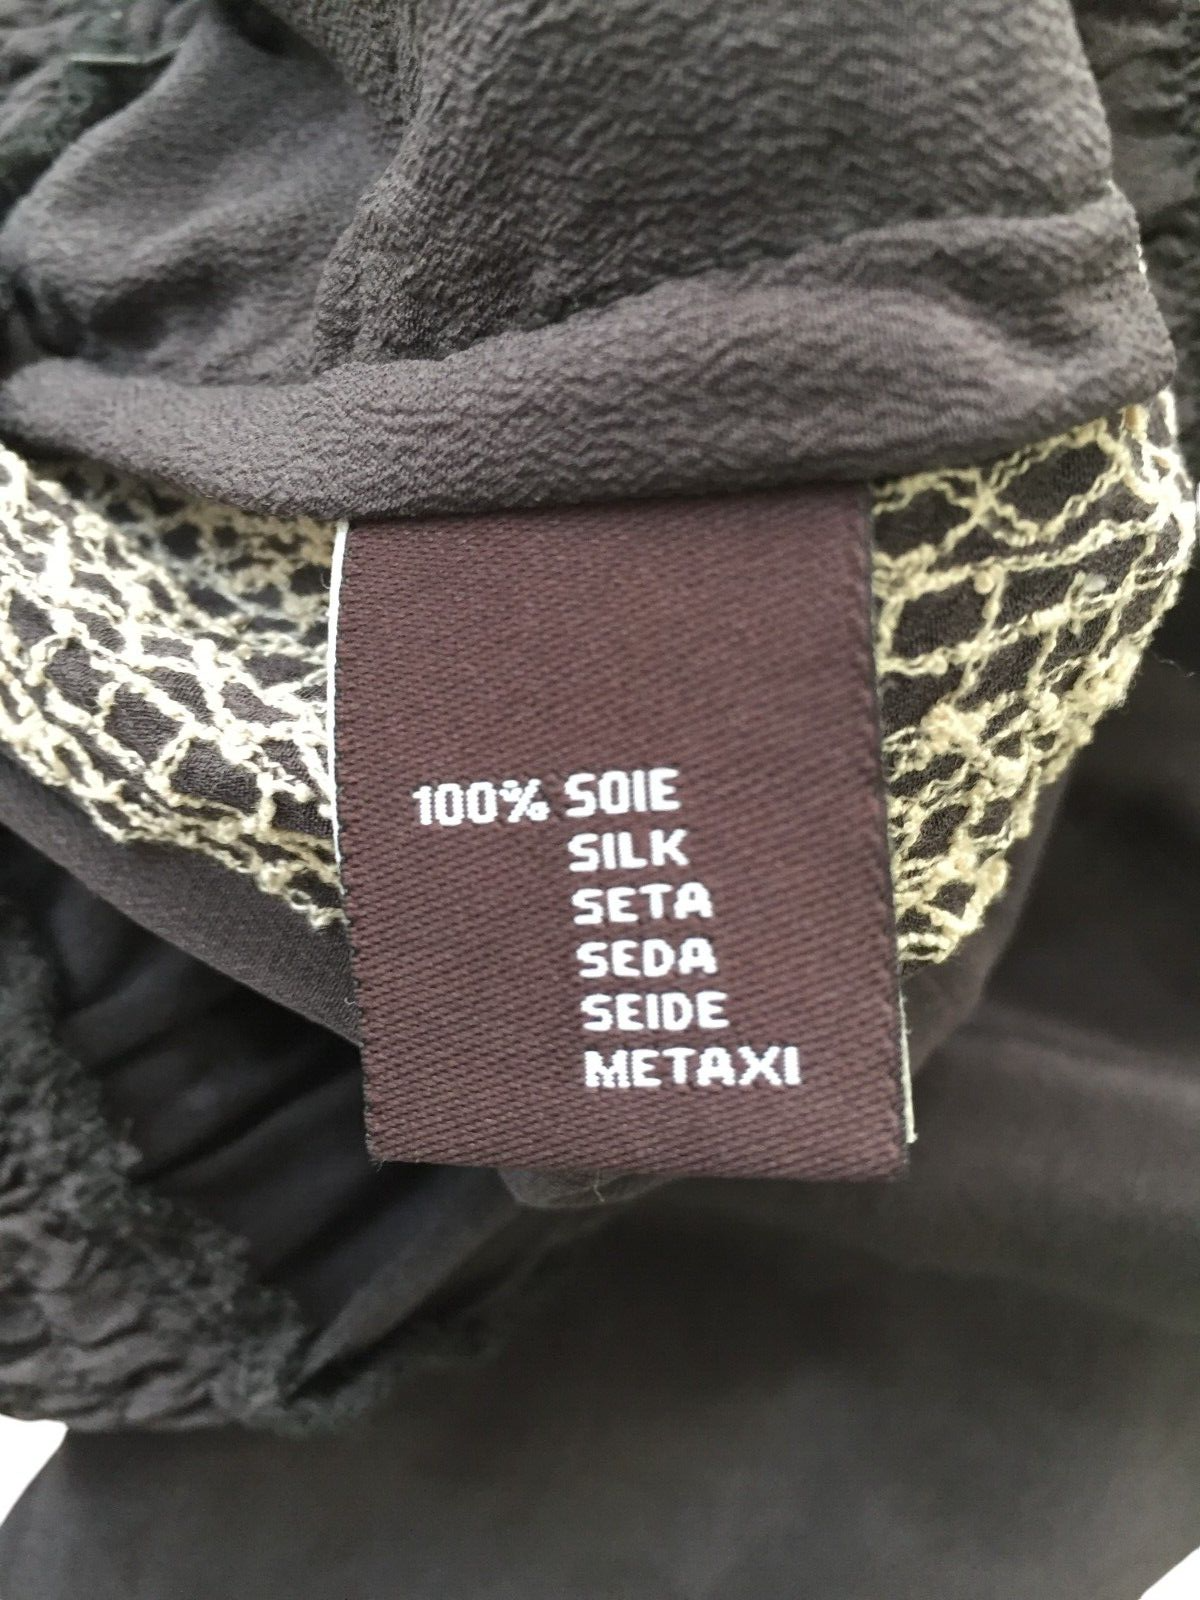 100% SOIE
SILK
SETA
SEDA
SEIDE
METAXI